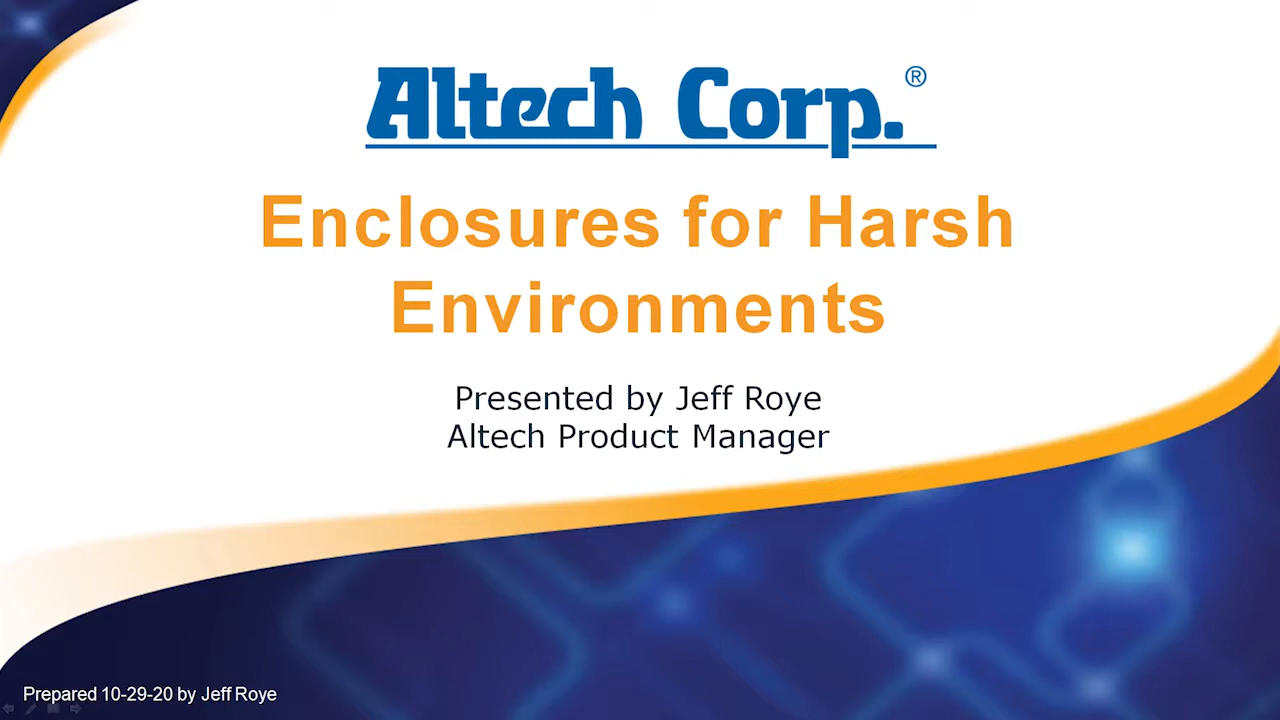 Altech Corp.®
Enclosures for Harsh
Environments
Presented by Jeff Roye
Altech Product Manager
Prepared 10-29-20 by Jeff Roye